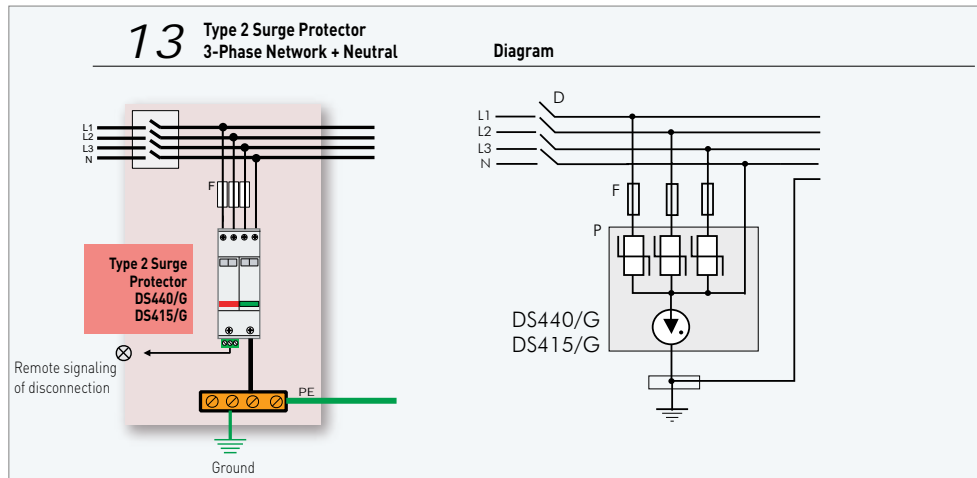 13
Type 2 Surge Protector
3-Phase Network + Neutral
Diagram
L1
L2
L3
N
F
Type 2 Surge
Protector
DS440/G
DS415/G
Remote signaling
of disconnection
PE
Ground
D
L1
L2
L3
N
F
P
DS440/G
DS415/G